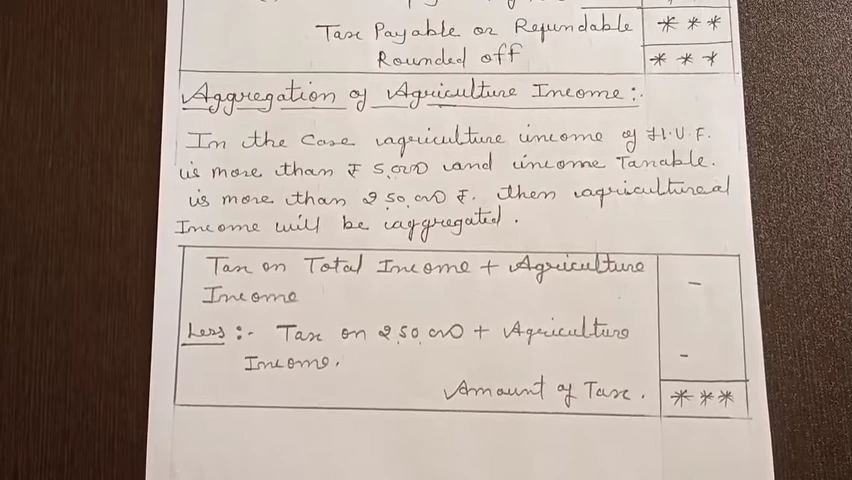 Tax Payable or Refundable ***
Rounded off ***
Aggregation of Agriculture Income:-
In the Case agriculture income of H.U.F.
is more than ₹ 5,000 and income Tanable.
is more than 2,50,000 ₹. then agricultureal
Income will be aggregated.
Tax on Total Income + Agriculture
Income -
Less:- Tax on 2,50,000 + Agriculture
Income. -
Amount of Tax. ***